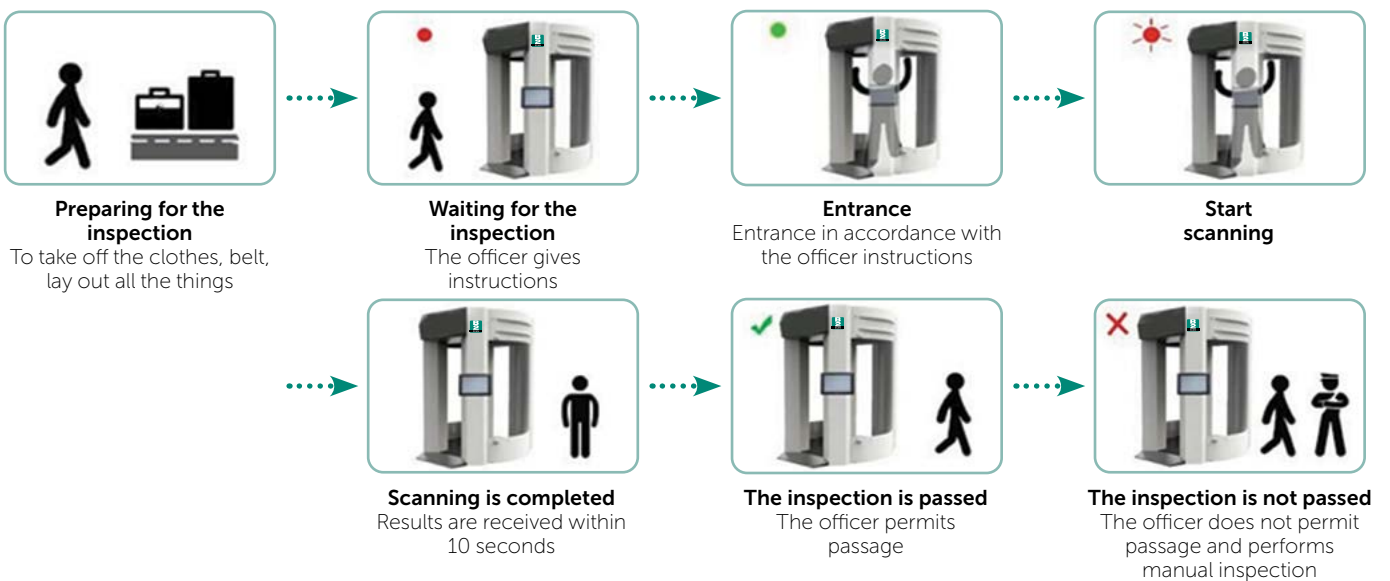 Preparing for the
inspection
To take off the clothes, belt,
lay out all the things
Waiting for the
inspection
The officer gives
instructions
Entrance
Entrance in accordance with
the officer instructions
Start
scanning
Scanning is completed
Results are received within
10 seconds
The inspection is passed
The officer permits
passage
The inspection is not passed
The officer does not permit
passage and performs
manual inspection